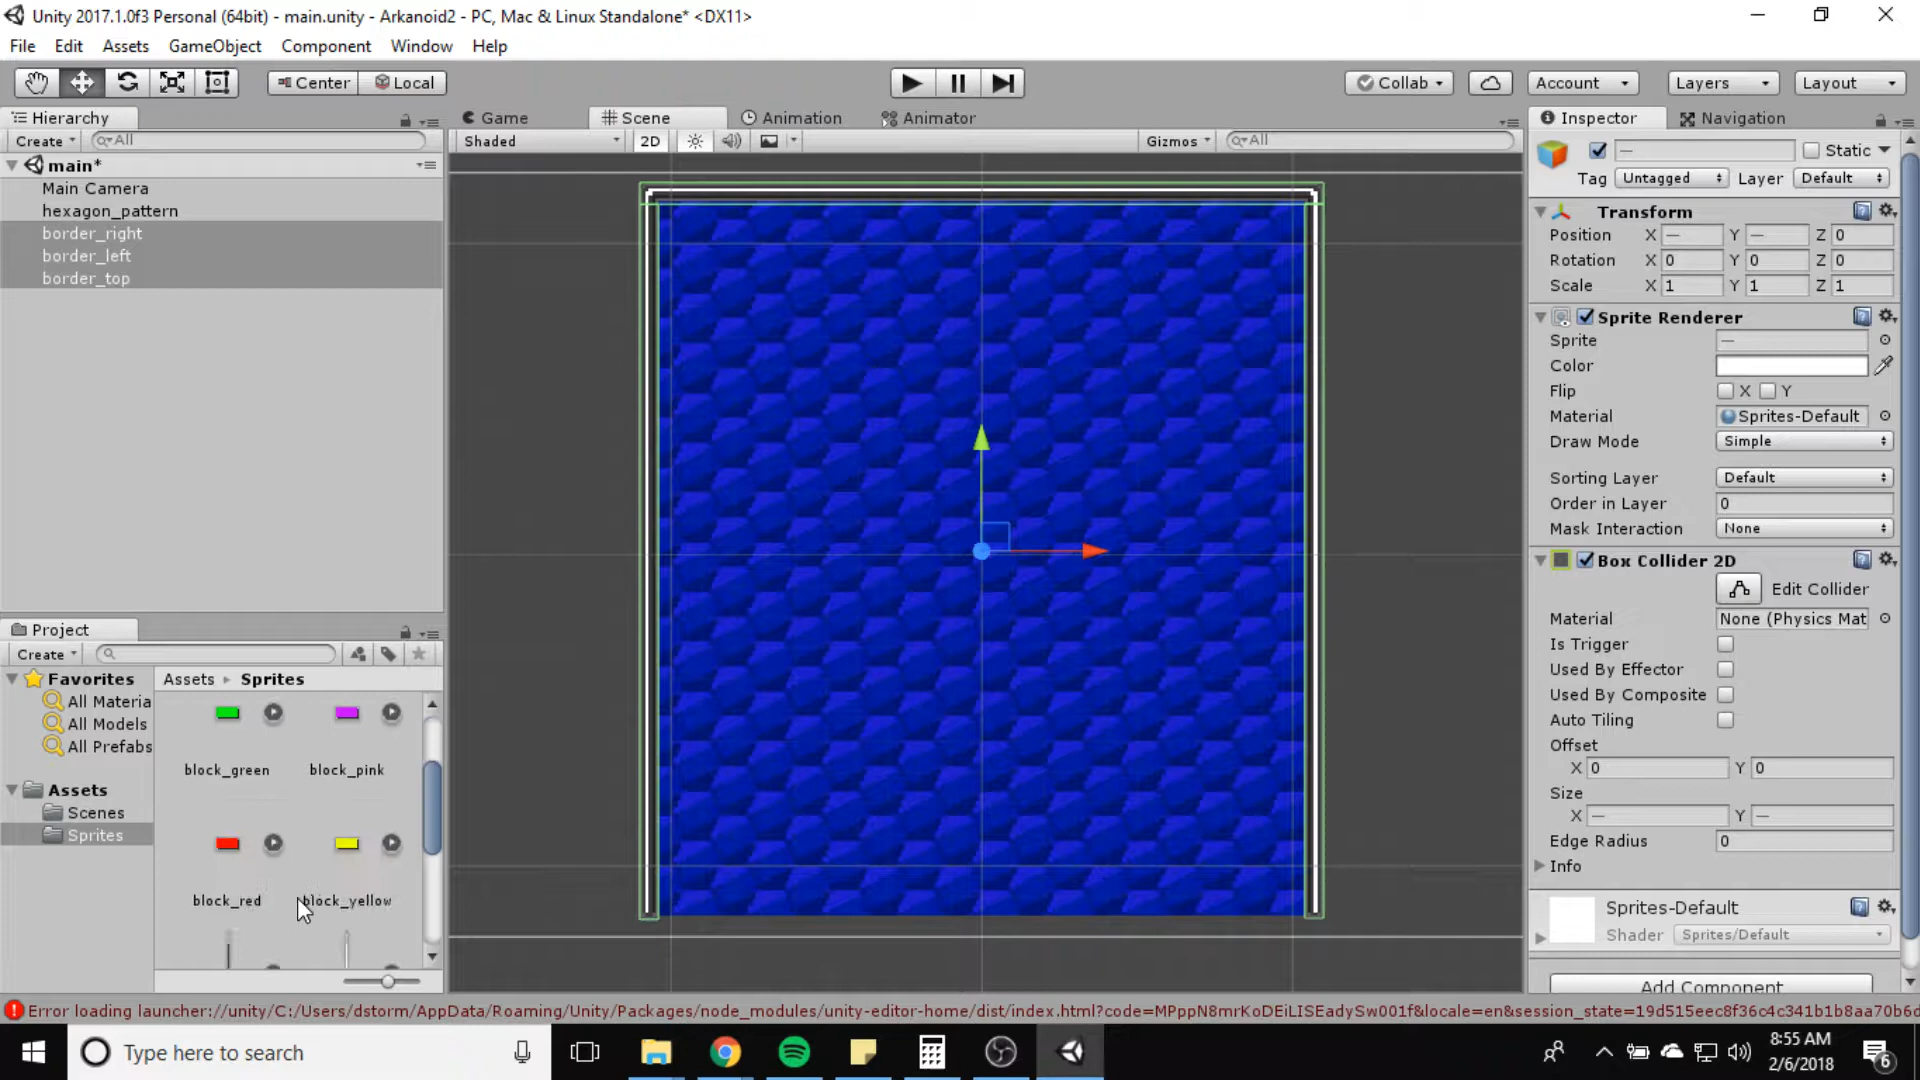 Unity 2017.1.0f3 Personal (64bit) - main.unity - Arkanoid2 - PC, Mac & Linux Standalone* <DX11>
File Edit Assets GameObject Component Window Help
Center Local Collab Account Layers Layout
Hierarchy
Create All
main*
Main Camera
hexagon_pattern
border_right
border_left
border_top
Game Scene Animation Animator
Shaded 2D Gizmos All
Inspector Navigation
— Static
Tag Untagged Layer Default
Transform
Position X — Y — Z 0
Rotation X 0 Y 0 Z 0
Scale X 1 Y 1 Z 1
Sprite Renderer
Sprite —
Color
Flip X Y
Material Sprites-Default
Draw Mode Simple
Sorting Layer Default
Order in Layer 0
Mask Interaction None
Box Collider 2D
Edit Collider
Material None (Physics Mat
Is Trigger
Used By Effector
Used By Composite
Auto Tiling
Offset
X 0 Y 0
Size
X — Y —
Edge Radius 0
Info
Sprites-Default
Shader Sprites/Default
Add Component
Project
Create
Favorites
All Materia
All Models
All Prefabs
Assets
Scenes
Sprites
Assets Sprites
block_green block_pink
block_red block_yellow
Error loading launcher://unity/C:/Users/dstorm/AppData/Roaming/Unity/Packages/node_modules/unity-editor-home/dist/index.html?code=MPppN8mrKoDEiLISEadySw001f&locale=en&session_state=19d515eec8f36c4c341b1b8aa70b6d
Type here to search
8:55 AM
2/6/2018
6